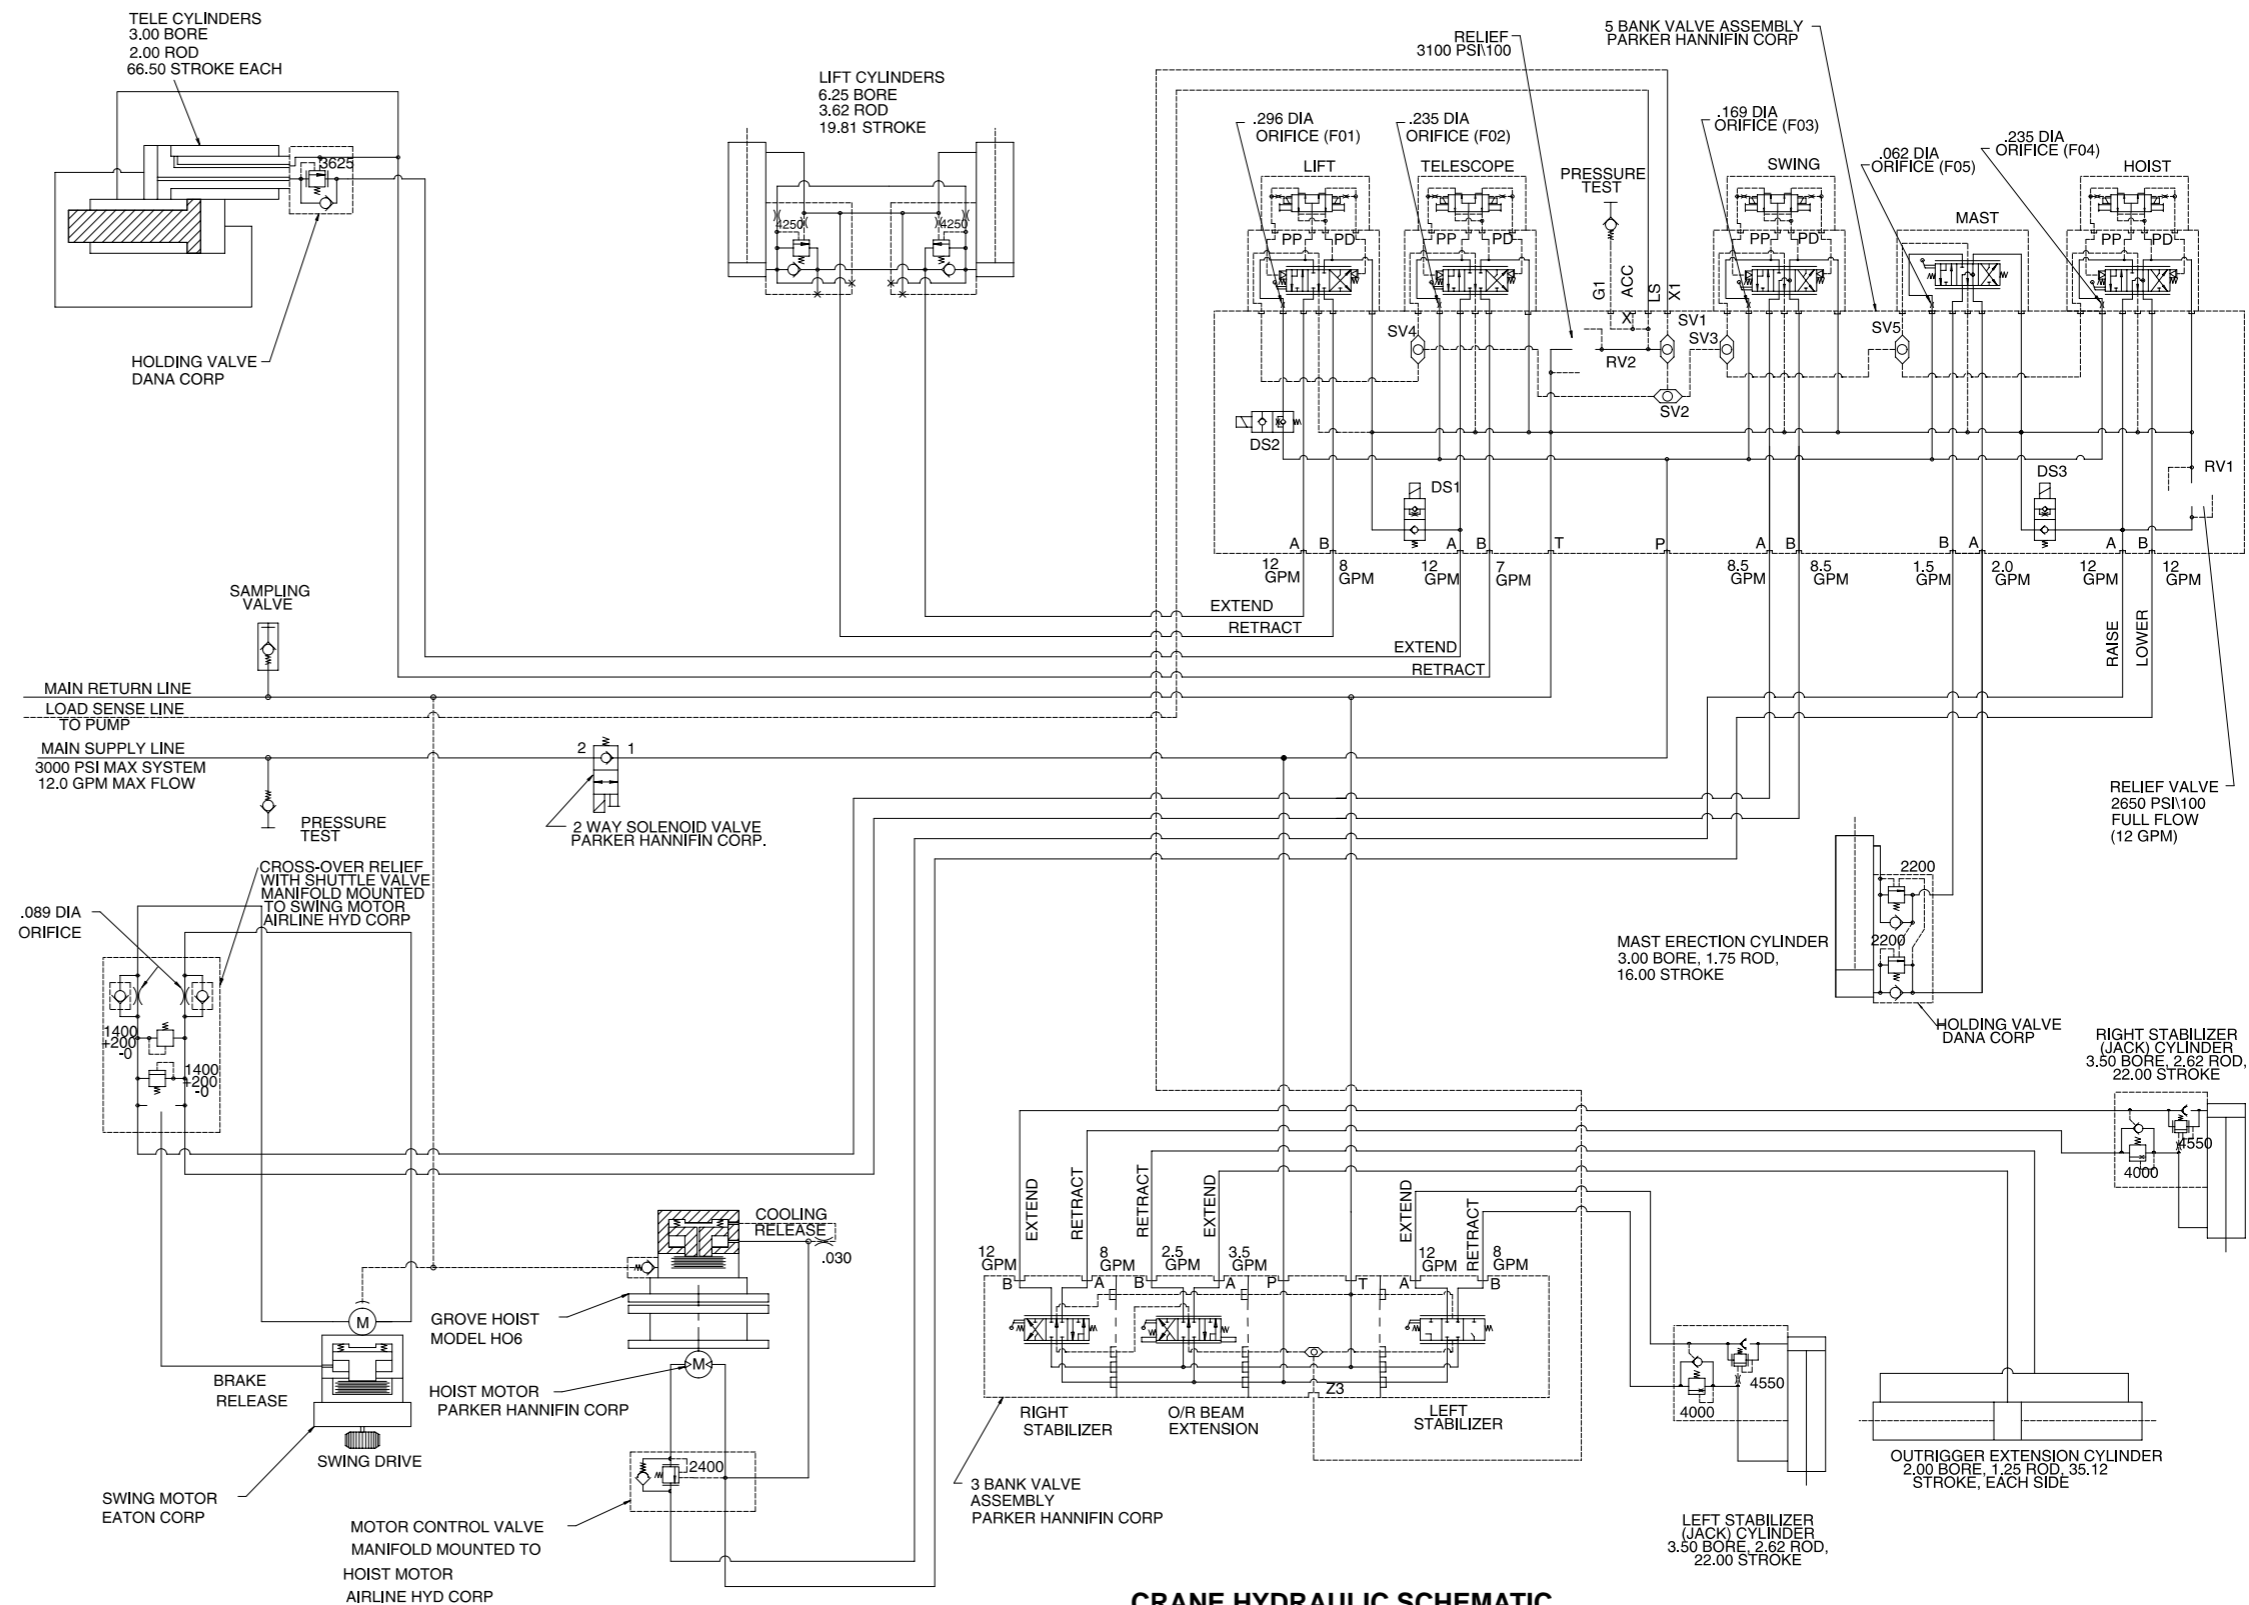 TELE CYLINDERS
3.00 BORE
2.00 ROD
66.50 STROKE EACH
3625
HOLDING VALVE
DANA CORP
LIFT CYLINDERS
6.25 BORE
3.62 ROD
19.81 STROKE
4250
4250
RELIEF
3100 PSI\100
5 BANK VALVE ASSEMBLY
PARKER HANNIFIN CORP
.296 DIA
ORIFICE (F01)
.235 DIA
ORIFICE (F02)
.169 DIA
ORIFICE (F03)
.062 DIA
ORIFICE (F05)
.235 DIA
ORIFICE (F04)
LIFT
TELESCOPE
PRESSURE
TEST
SWING
MAST
HOIST
PP
PD
PP
PD
PP
PD
PP
PD
G1
ACC
LS
X1
X
SV4
SV1
SV3
SV5
RV2
SV2
DS2
DS1
DS3
RV1
A
B
A
B
T
P
A
B
B
A
A
B
12
GPM
8
GPM
12
GPM
7
GPM
8.5
GPM
8.5
GPM
1.5
GPM
2.0
GPM
12
GPM
12
GPM
EXTEND
RETRACT
EXTEND
RETRACT
RAISE
LOWER
SAMPLING
VALVE
MAIN RETURN LINE
LOAD SENSE LINE
TO PUMP
MAIN SUPPLY LINE
3000 PSI MAX SYSTEM
12.0 GPM MAX FLOW
PRESSURE
TEST
2
1
2 WAY SOLENOID VALVE
PARKER HANNIFIN CORP.
RELIEF VALVE
2650 PSI\100
FULL FLOW
(12 GPM)
CROSS-OVER RELIEF
WITH SHUTTLE VALVE
MANIFOLD MOUNTED
TO SWING MOTOR
AIRLINE HYD CORP
.089 DIA
ORIFICE
1400
+200
-0
1400
+200
-0
2200
2200
MAST ERECTION CYLINDER
3.00 BORE, 1.75 ROD,
16.00 STROKE
HOLDING VALVE
DANA CORP
RIGHT STABILIZER
(JACK) CYLINDER
3.50 BORE, 2.62 ROD,
22.00 STROKE
4550
4000
COOLING
RELEASE
.030
GROVE HOIST
MODEL HO6
M
BRAKE
RELEASE
SWING DRIVE
SWING MOTOR
EATON CORP
M
HOIST MOTOR
PARKER HANNIFIN CORP
2400
MOTOR CONTROL VALVE
MANIFOLD MOUNTED TO
HOIST MOTOR
AIRLINE HYD CORP
EXTEND
RETRACT
RETRACT
EXTEND
EXTEND
RETRACT
12
GPM
8
GPM
2.5
GPM
3.5
GPM
12
GPM
8
GPM
B
A
B
A
P
T
A
B
Z3
RIGHT
STABILIZER
O/R BEAM
EXTENSION
LEFT
STABILIZER
3 BANK VALVE
ASSEMBLY
PARKER HANNIFIN CORP
4550
4000
OUTRIGGER EXTENSION CYLINDER
2.00 BORE, 1.25 ROD, 35.12
STROKE, EACH SIDE
LEFT STABILIZER
(JACK) CYLINDER
3.50 BORE, 2.62 ROD,
22.00 STROKE
CRANE HYDRAULIC SCHEMATIC